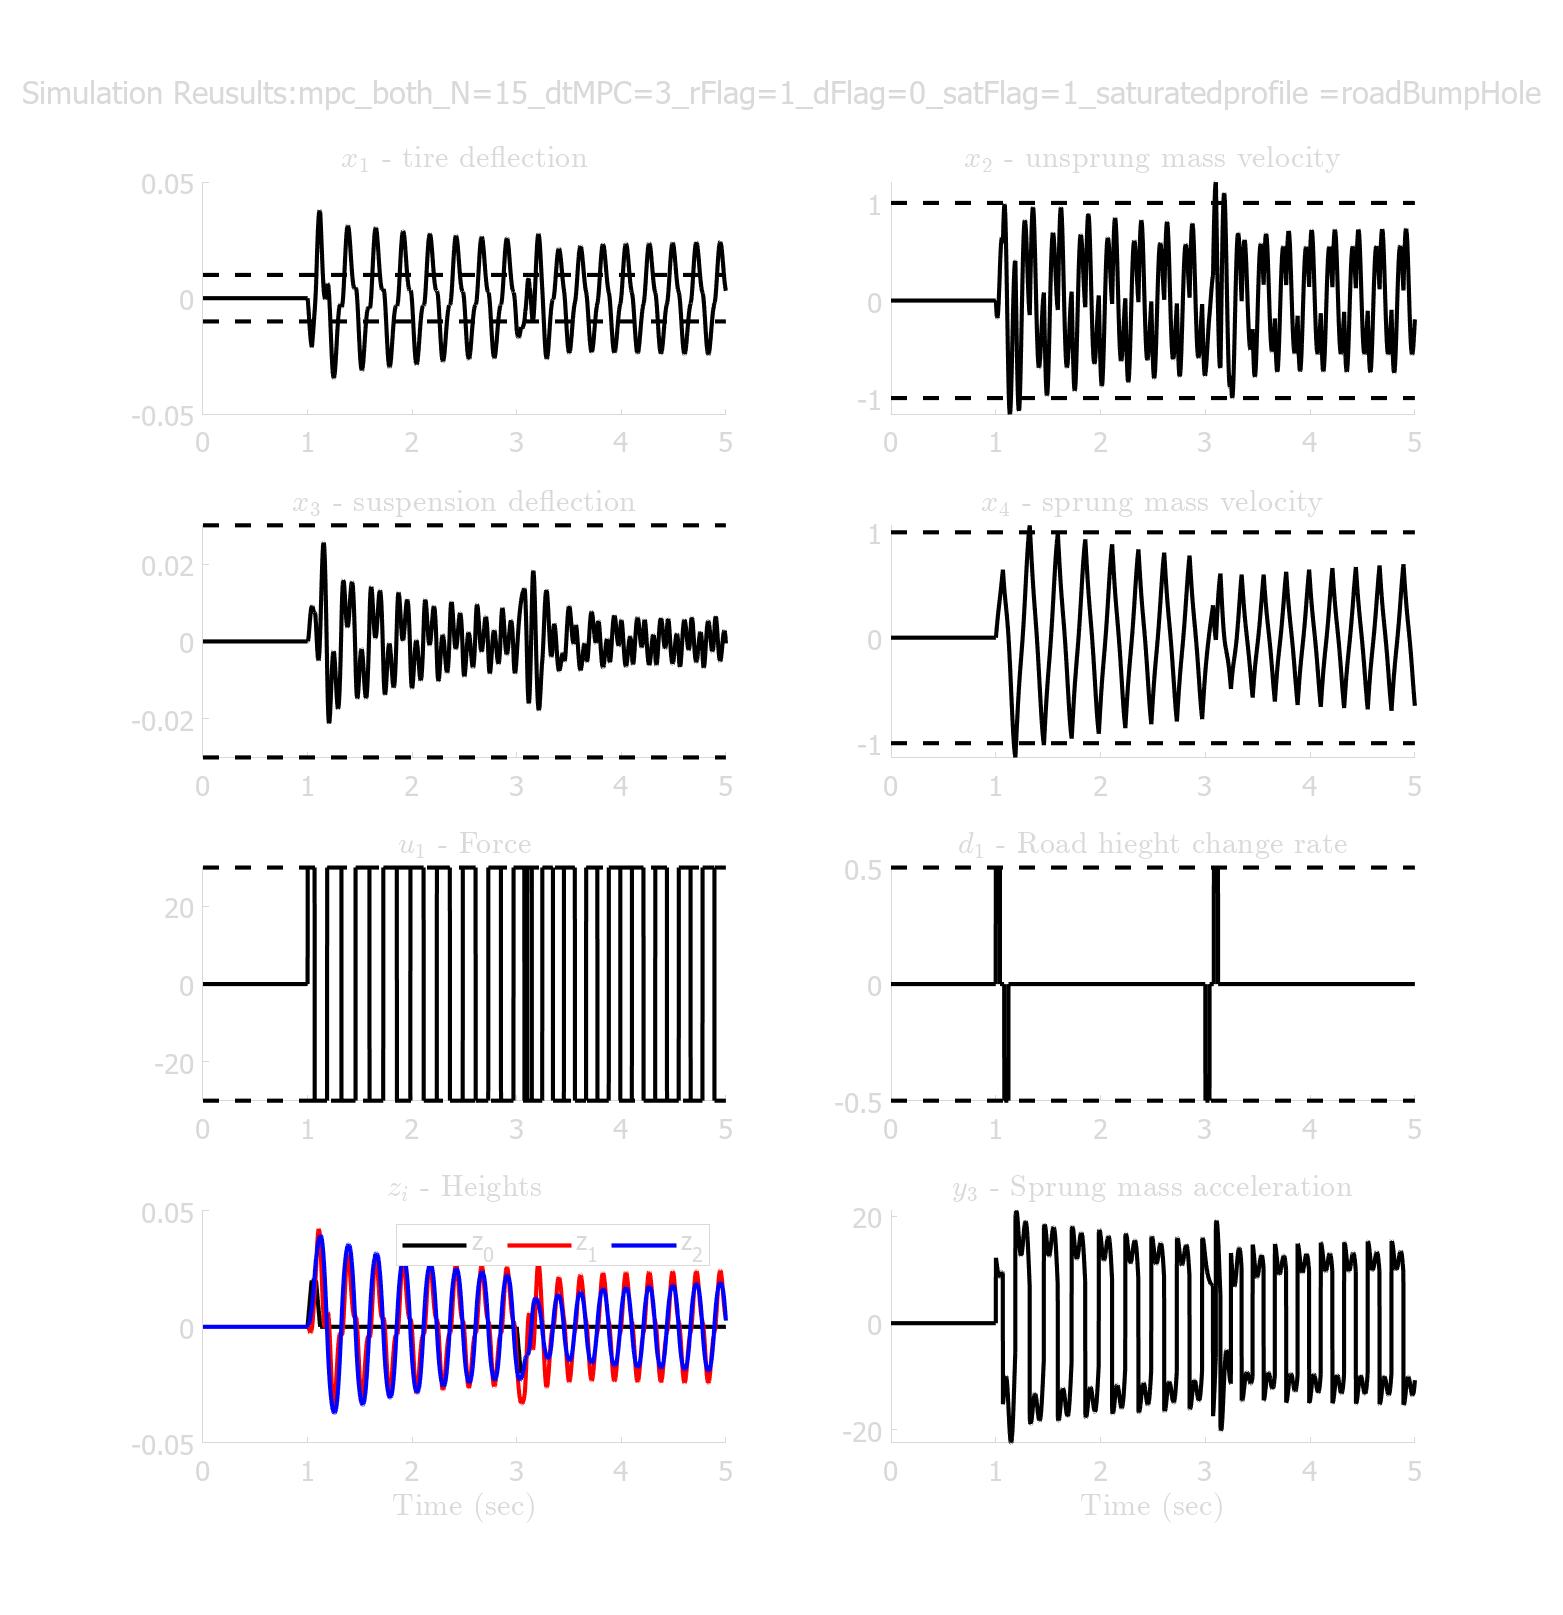 Simulation Reusults:mpc_both_N=15_dtMPC=3_rFlag=1_dFlag=0_satFlag=1_saturatedprofile =roadBumpHole
x1 - tire deflection
0.05
0
-0.05
0 1 2 3 4 5
x2 - unsprung mass velocity
1
0
-1
0 1 2 3 4 5
x3 - suspension deflection
0.02
0
-0.02
0 1 2 3 4 5
x4 - sprung mass velocity
1
0
-1
0 1 2 3 4 5
u1 - Force
20
0
-20
0 1 2 3 4 5
d1 - Road hieght change rate
0.5
0
-0.5
0 1 2 3 4 5
zi - Heights
0.05
z0 z1 z2
0
-0.05
0 1 2 3 4 5
Time (sec)
y3 - Sprung mass acceleration
20
0
-20
0 1 2 3 4 5
Time (sec)